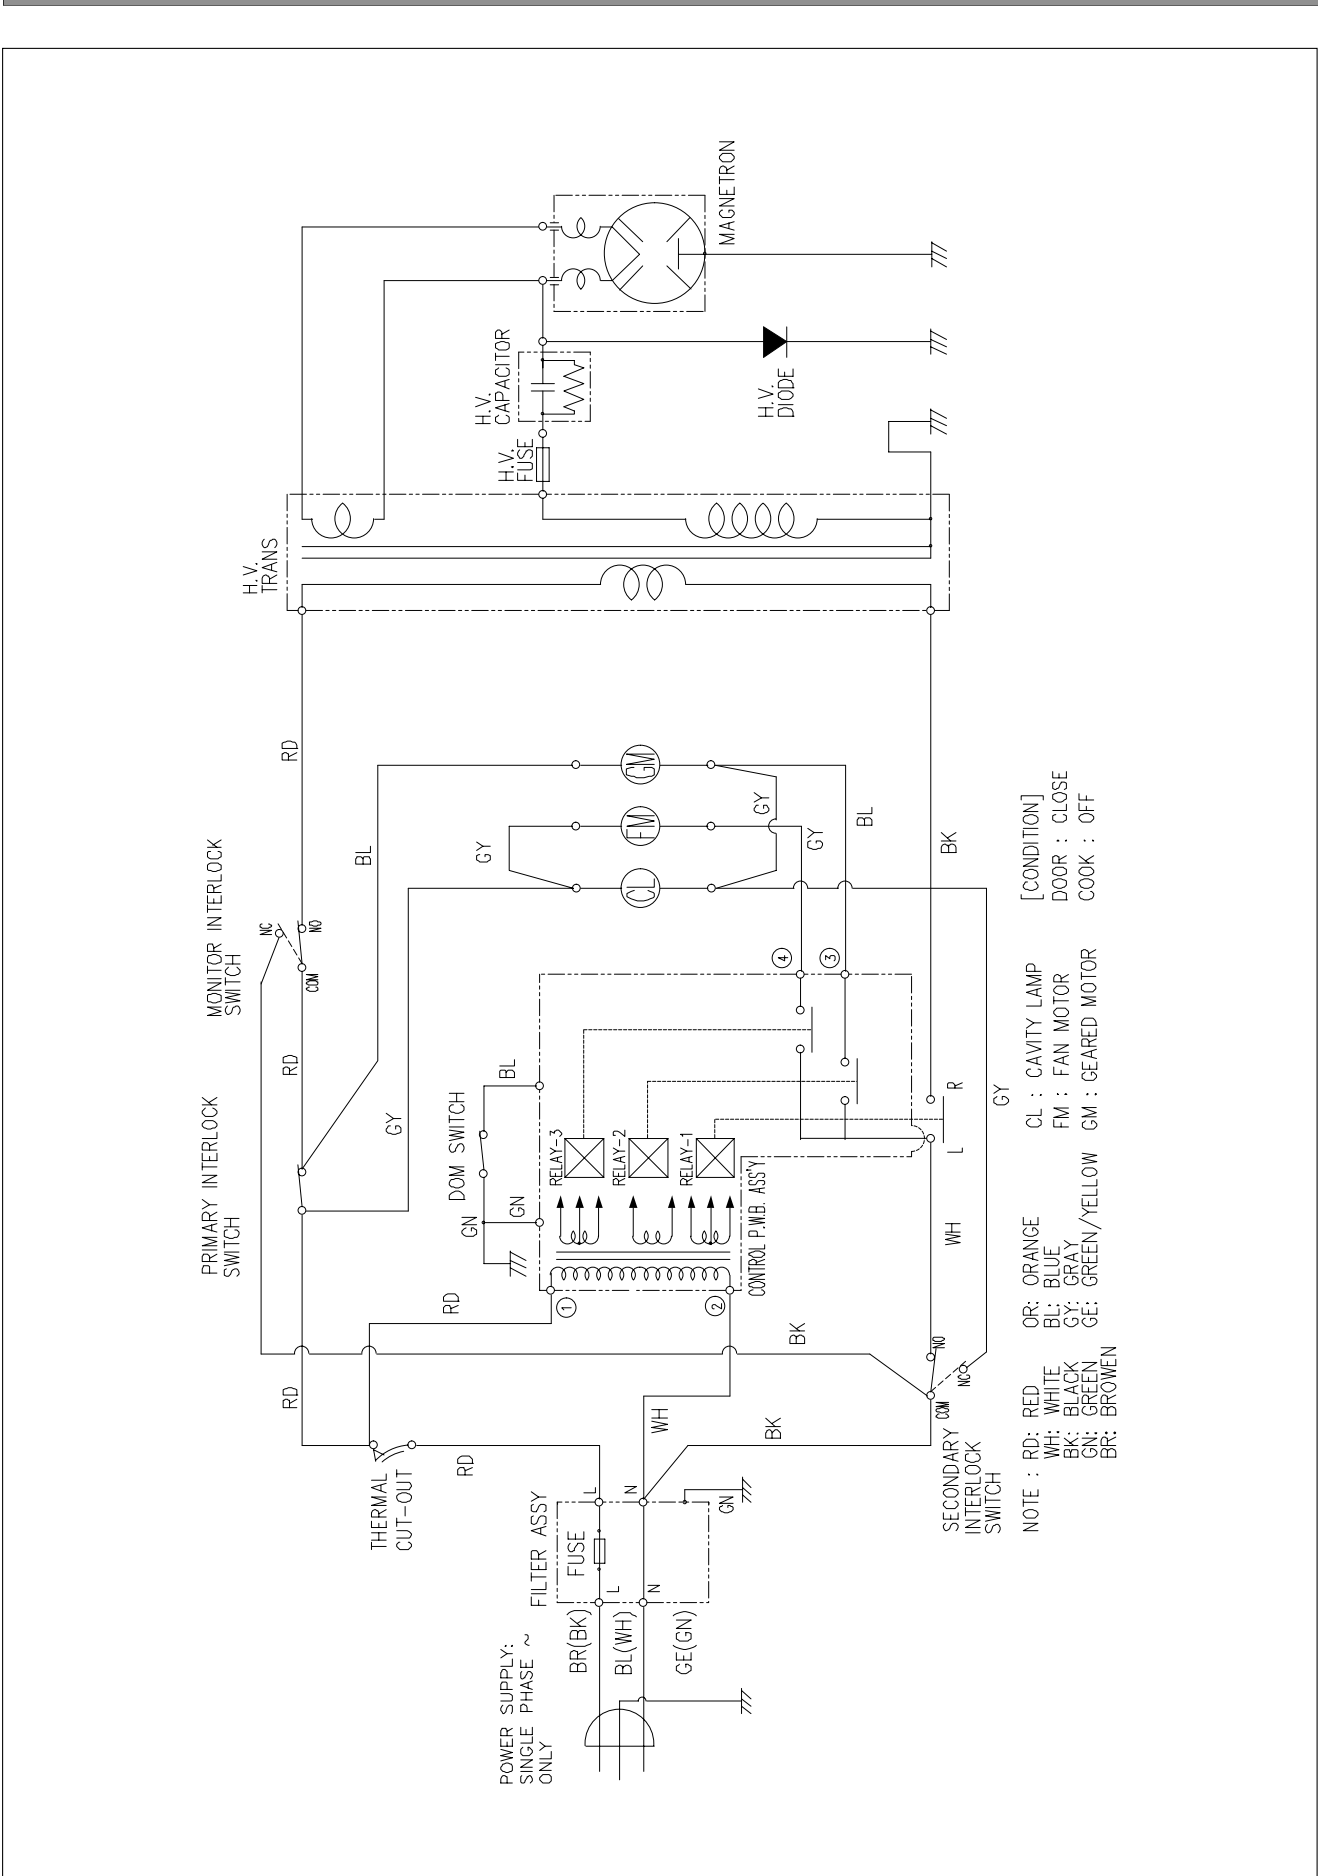 POWER SUPPLY:
SINGLE PHASE ~
ONLY
BR(BK)
BL(WH)
GE(GN)
FILTER ASSY
FUSE
L
N
L
N
GN
THERMAL
CUT-OUT
RD
RD
RD
WH
BK
BK
PRIMARY INTERLOCK
SWITCH
MONITOR INTERLOCK
SWITCH
RD
COM
NC
NO
RD
BL
GY
DOM SWITCH
GN
GN
BL
1
2
CONTROL P.W.B. ASS'Y
RELAY-3
RELAY-2
RELAY-1
4
3
L
R
WH
GY
BK
SECONDARY
INTERLOCK
SWITCH
COM
NO
NC
GY
CL
FM
GM
GY
GY
BL
H.V.
TRANS
H.V.
FUSE
H.V.
CAPACITOR
H.V.
DIODE
MAGNETRON
NOTE : RD: RED OR: ORANGE
WH: WHITE BL: BLUE
BK: BLACK GY: GRAY
GN: GREEN GE: GREEN/YELLOW
BR: BROWEN
CL : CAVITY LAMP
FM : FAN MOTOR
GM : GEARED MOTOR
[CONDITION]
DOOR : CLOSE
COOK : OFF